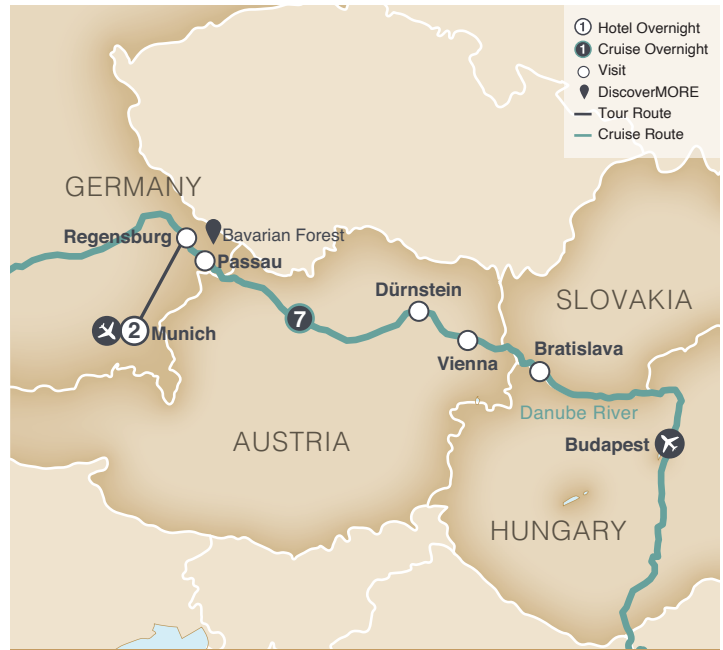 1 Hotel Overnight
1 Cruise Overnight
Visit
DiscoverMORE
Tour Route
Cruise Route
GERMANY
Regensburg
Bavarian Forest
Passau
Dürnstein
SLOVAKIA
7
2 Munich
Vienna
Bratislava
Danube River
AUSTRIA
Budapest
HUNGARY